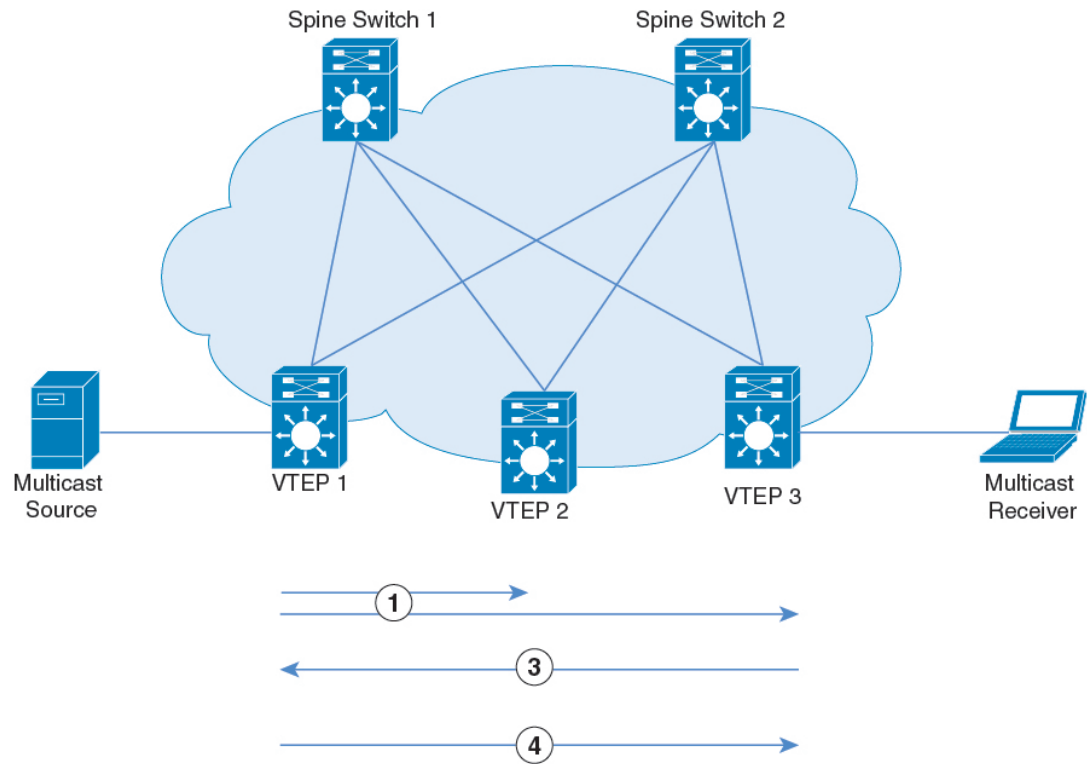 Spine Switch 1
Spine Switch 2
Multicast
Source
VTEP 1
VTEP 2
VTEP 3
Multicast
Receiver
1
3
4